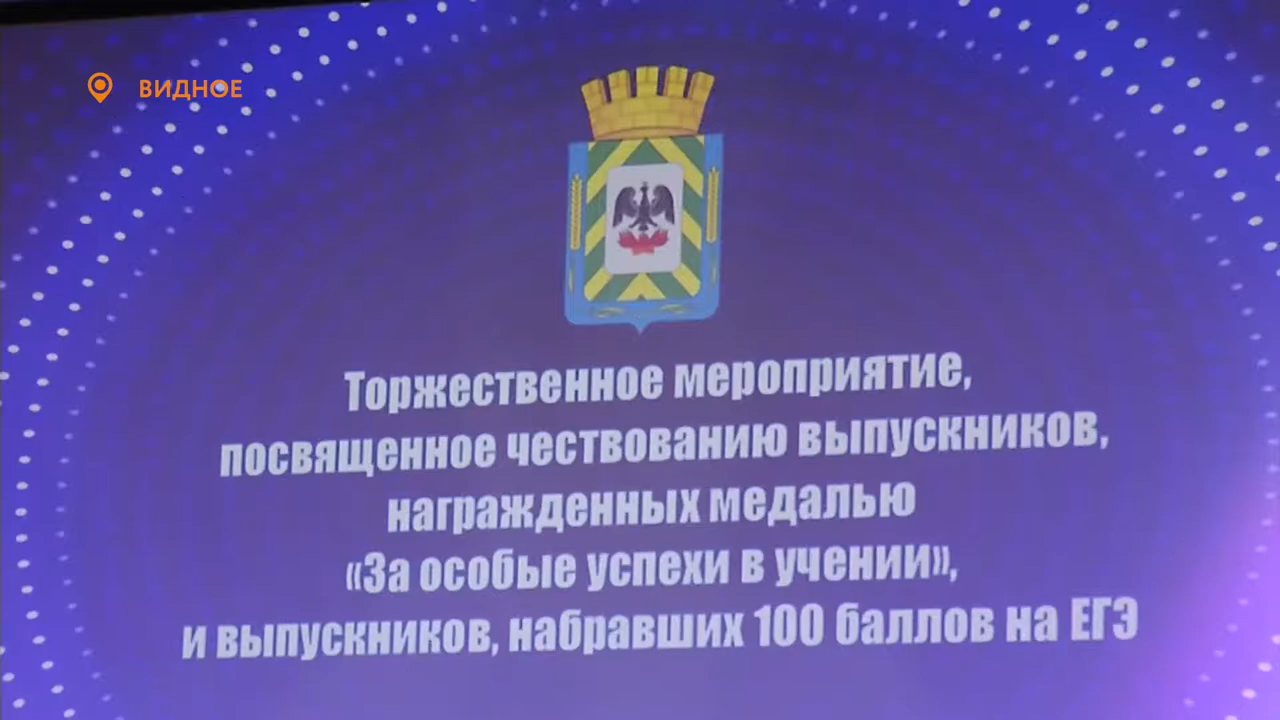 ВИДНОЕ
Торжественное мероприятие,
посвященное чествованию выпускников,
награжденных медалью
«За особые успехи в учении»,
и выпускников, набравших 100 баллов на ЕГЭ